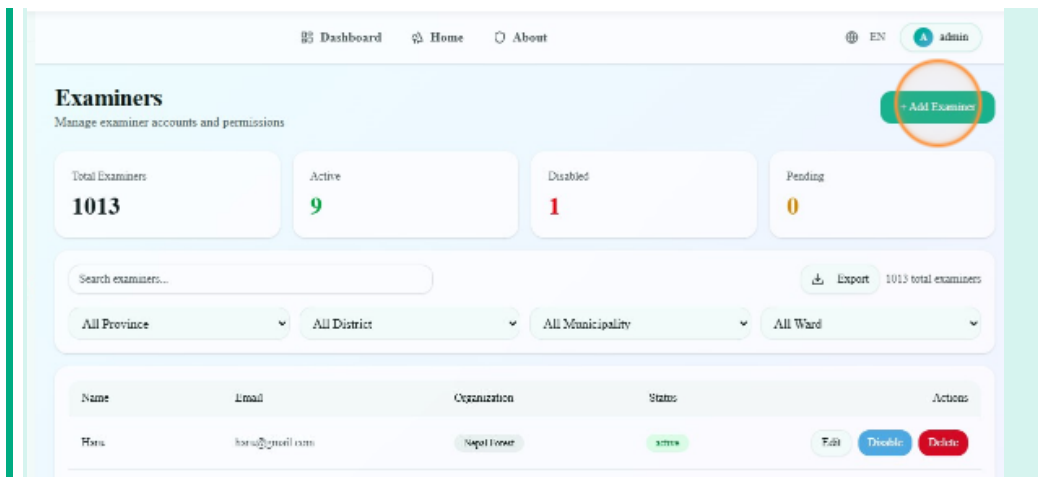 Dashboard Home About EN A admin
Examiners
Manage examiner accounts and permissions
+ Add Examiner
Total Examiners Active Disabled Pending
1013 9 1 0
Search examiners... Export 1013 total examiners
All Province All District All Municipality All Ward
Name Email Organization Status Actions
Nepal Forest active Edit Disable Delete